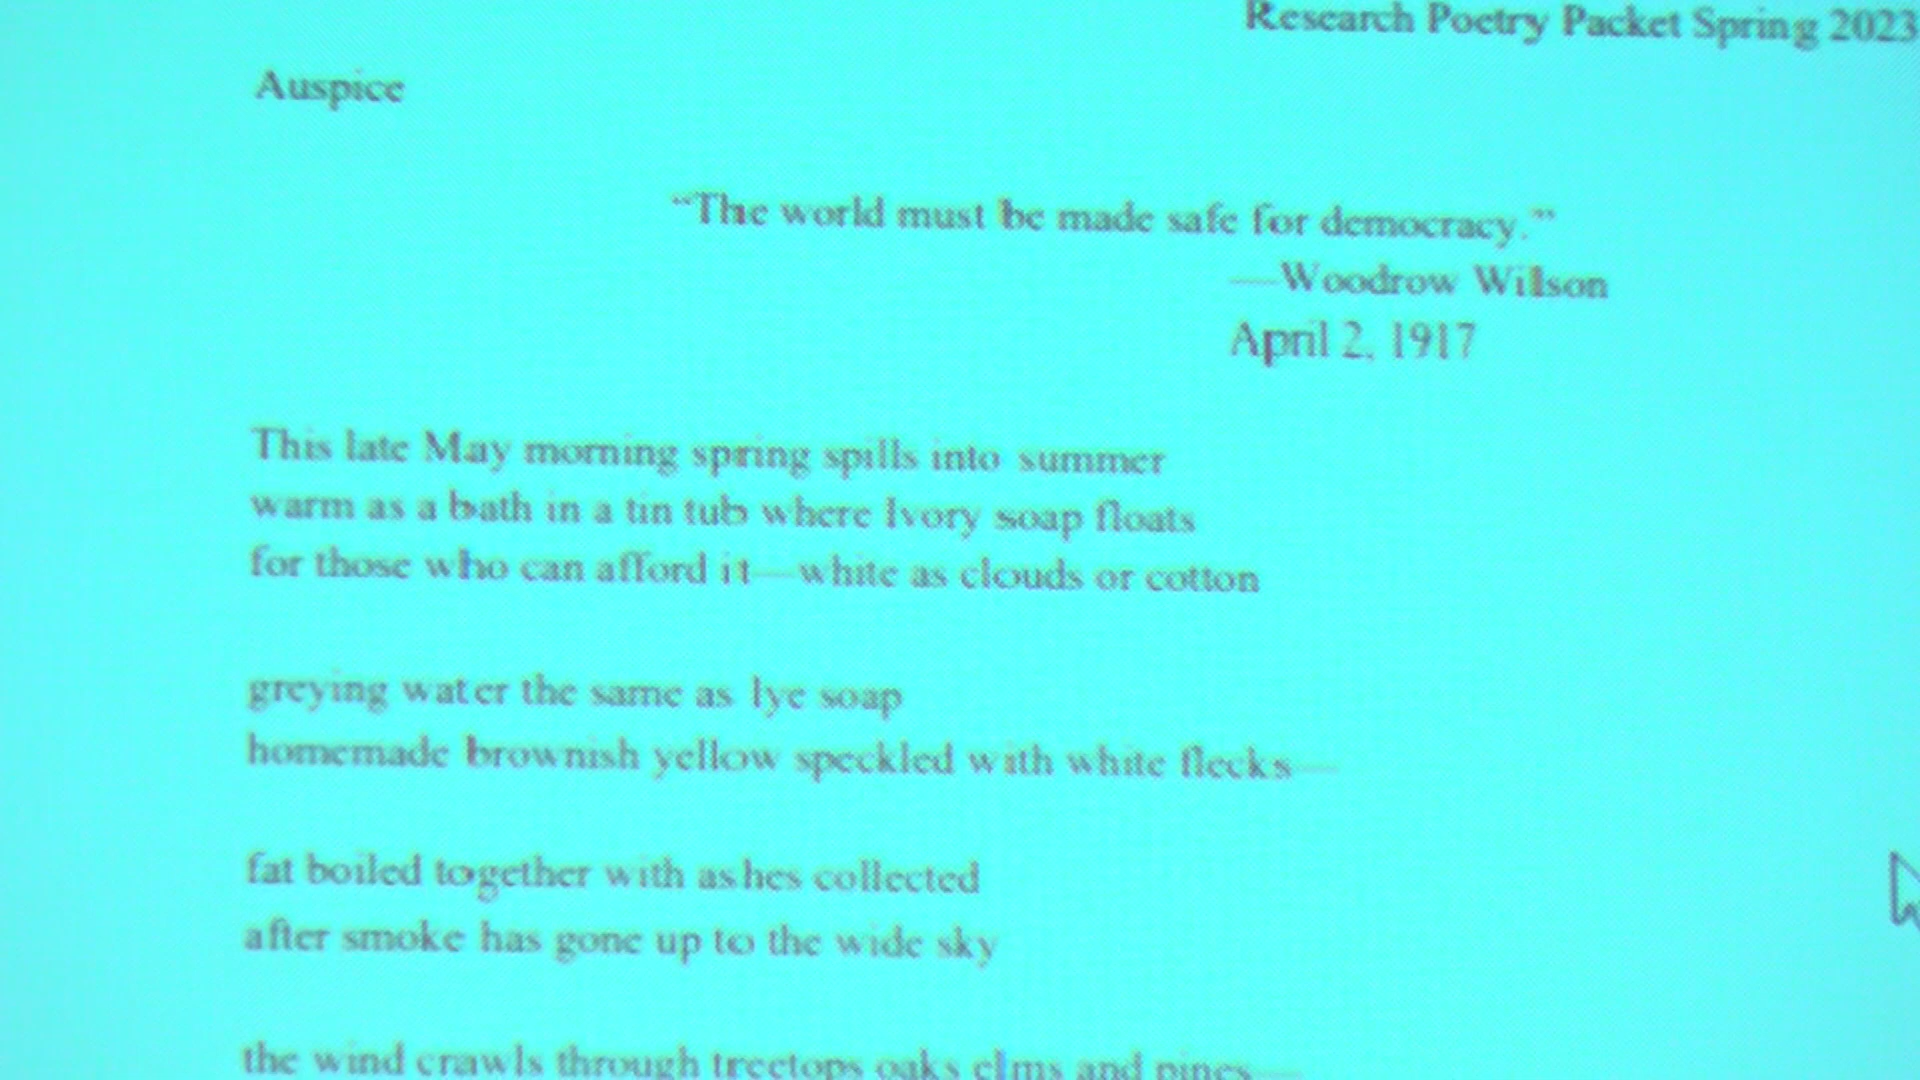 Research Poetry Packet Spring 2023
Auspice
“The world must be made safe for democracy.”
—Woodrow Wilson
April 2, 1917
This late May morning spring spills into summer
warm as a bath in a tin tub where Ivory soap floats
for those who can afford it—white as clouds or cotton
greying water the same as lye soap
homemade brownish yellow speckled with white flecks—
fat boiled together with ashes collected
after smoke has gone up to the wide sky
the wind crawls through treetops oaks elms and pines—